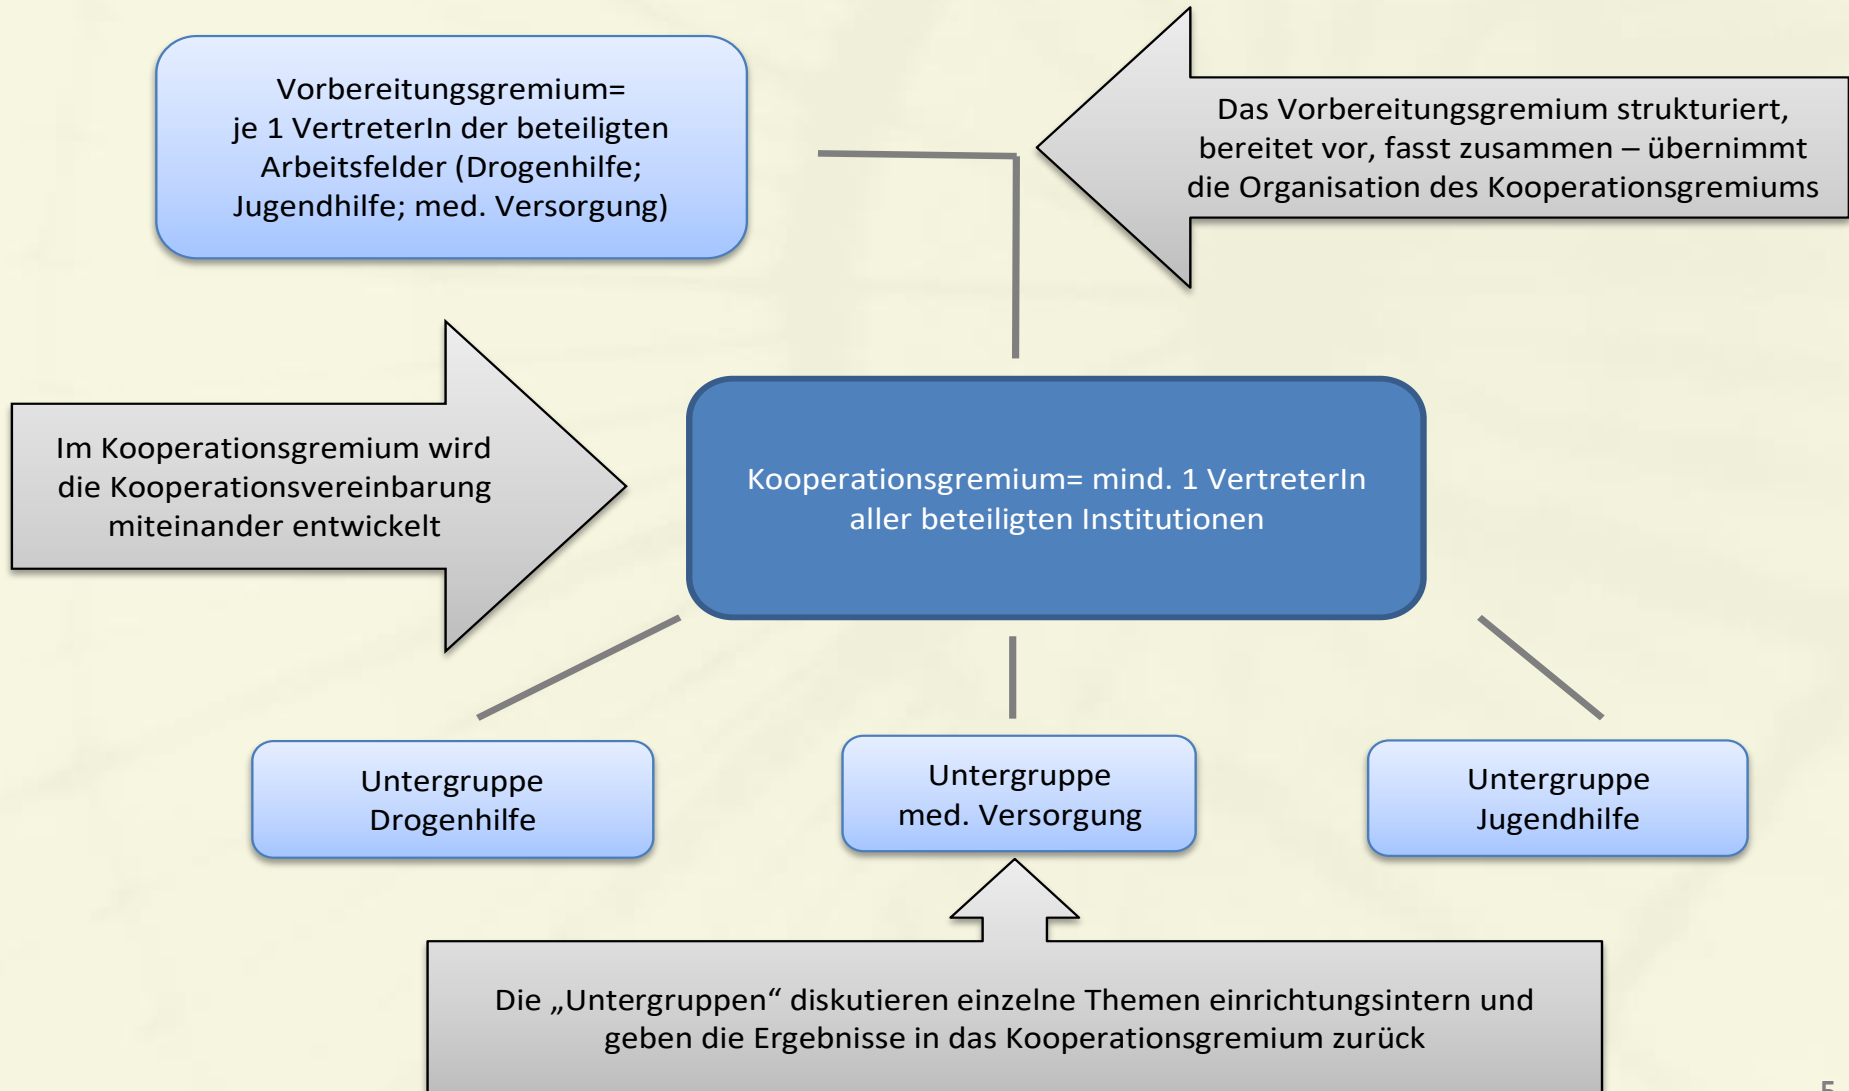 Vorbereitungsgremium=
je 1 VertreterIn der beteiligten
Arbeitsfelder (Drogenhilfe;
Jugendhilfe; med. Versorgung)
Das Vorbereitungsgremium strukturiert,
bereitet vor, fasst zusammen – übernimmt
die Organisation des Kooperationsgremiums
Im Kooperationsgremium wird
die Kooperationsvereinbarung
miteinander entwickelt
Kooperationsgremium= mind. 1 VertreterIn
aller beteiligten Institutionen
Untergruppe
Drogenhilfe
Untergruppe
med. Versorgung
Untergruppe
Jugendhilfe
Die „Untergruppen“ diskutieren einzelne Themen einrichtungsintern und
geben die Ergebnisse in das Kooperationsgremium zurück
5